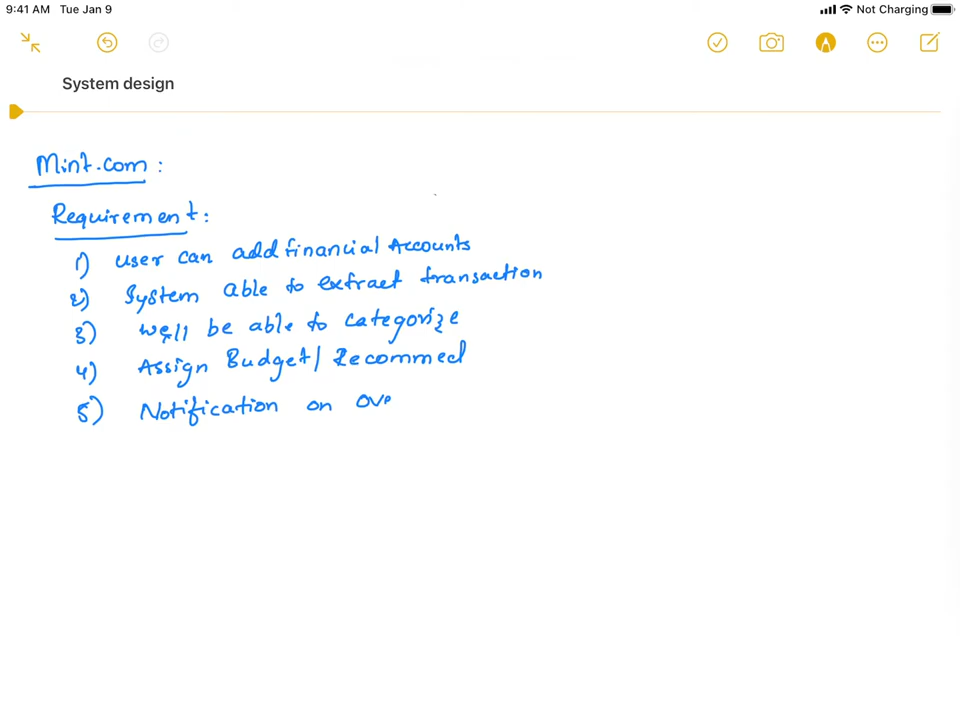 9:41 AM Tue Jan 9 Not Charging
System design
Mint.com :
Requirement :
1) user can add financial Accounts
2) System able to extract transaction
3) be able to categorize
4) Assign Budget/ Recommed
5) Notification on ove